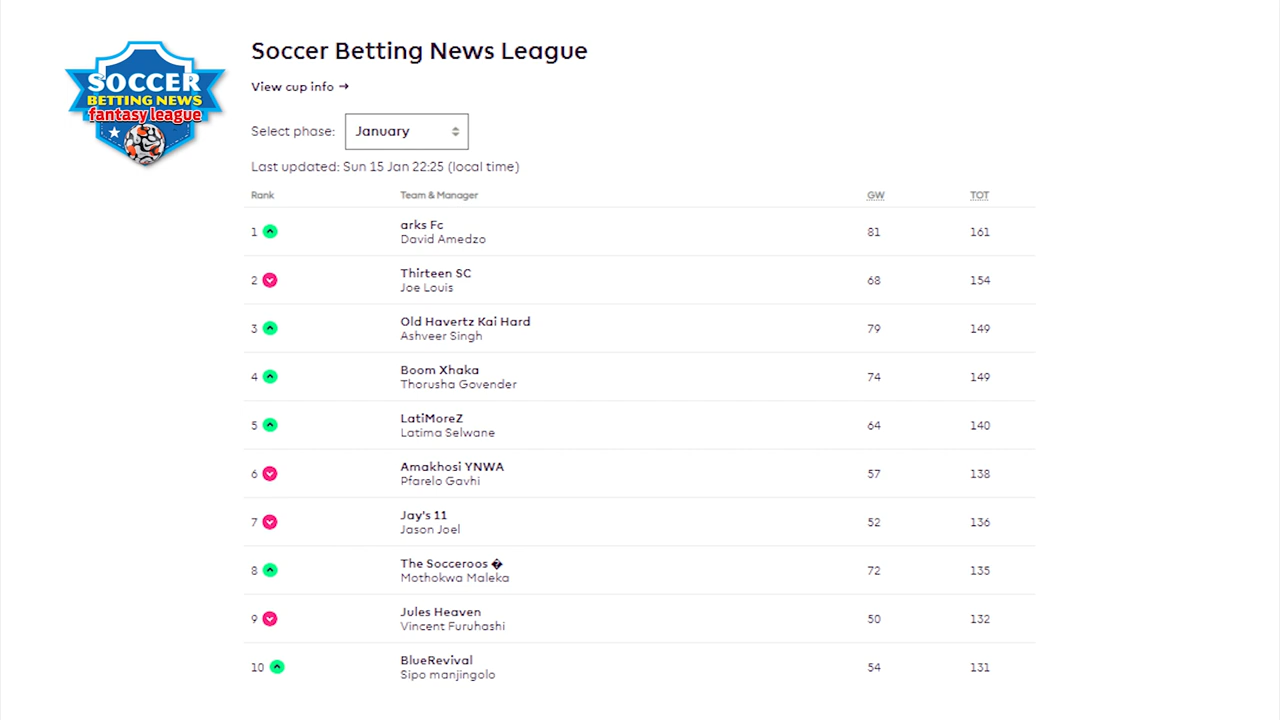 SOCCER
BETTING NEWS
fantasy league
Soccer Betting News League
View cup info →
Select phase: January
Last updated: Sun 15 Jan 22:25 (local time)
Rank Team & Manager GW TOT
1 arks Fc 81 161
David Amedzo
2 Thirteen SC 68 154
Joe Louis
3 Old Havertz Kai Hard 79 149
Ashveer Singh
4 Boom Xhaka 74 149
Thorusha Govender
5 LatiMoreZ 64 140
Latima Selwane
6 Amakhosi YNWA 57 138
Pfarelo Gavhi
7 Jay's 11 52 136
Jason Joel
8 The Socceroos � 72 135
Mothokwa Maleka
9 Jules Heaven 50 132
Vincent Furuhashi
10 BlueRevival 54 131
Sipo manjingolo